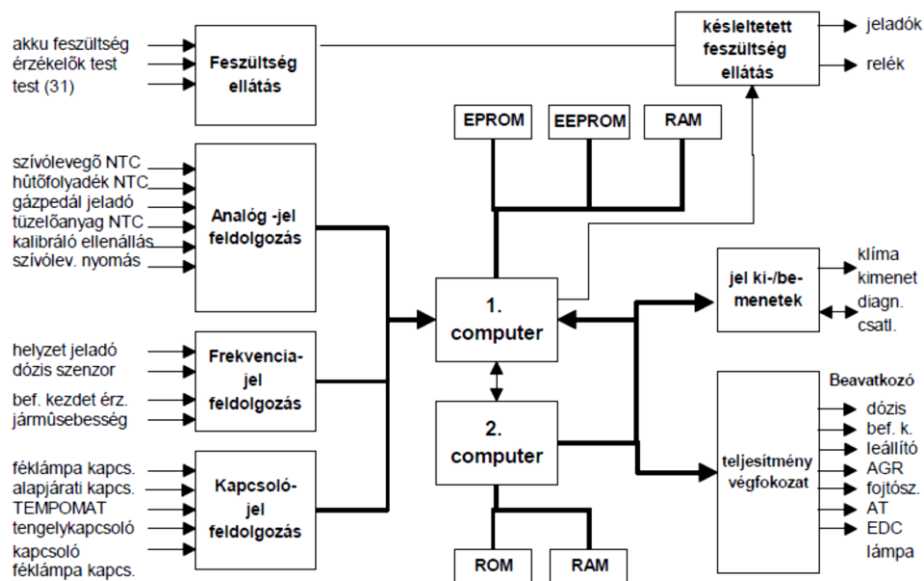 akku feszültség
érzékelők test
test (31)
Feszültség
ellátás
késleltetett
feszültség
ellátás
jeladók
relék
EPROM
EEPROM
RAM
szívólevegő NTC
hűtőfolyadék NTC
gázpedál jeladó
tüzelőanyag NTC
kalibráló ellenállás
szívólev. nyomás
Analóg -jel
feldolgozás
1.
computer
jel ki-/be-
menetek
klíma
kimenet
diagn.
csatl.
helyzet jeladó
dózis szenzor
bef. kezdet érz.
járműsebesség
Frekvencia-
jel
feldolgozás
2.
computer
teljesítmény
végfokozat
Beavatkozó
dózis
bef. k.
leállító
AGR
fojtósz.
AT
EDC
lámpa
féklámpa kapcs.
alapjárati kapcs.
TEMPOMAT
tengelykapcsoló
kapcsoló
féklámpa kapcs.
Kapcsoló-
jel
feldolgozás
ROM
RAM